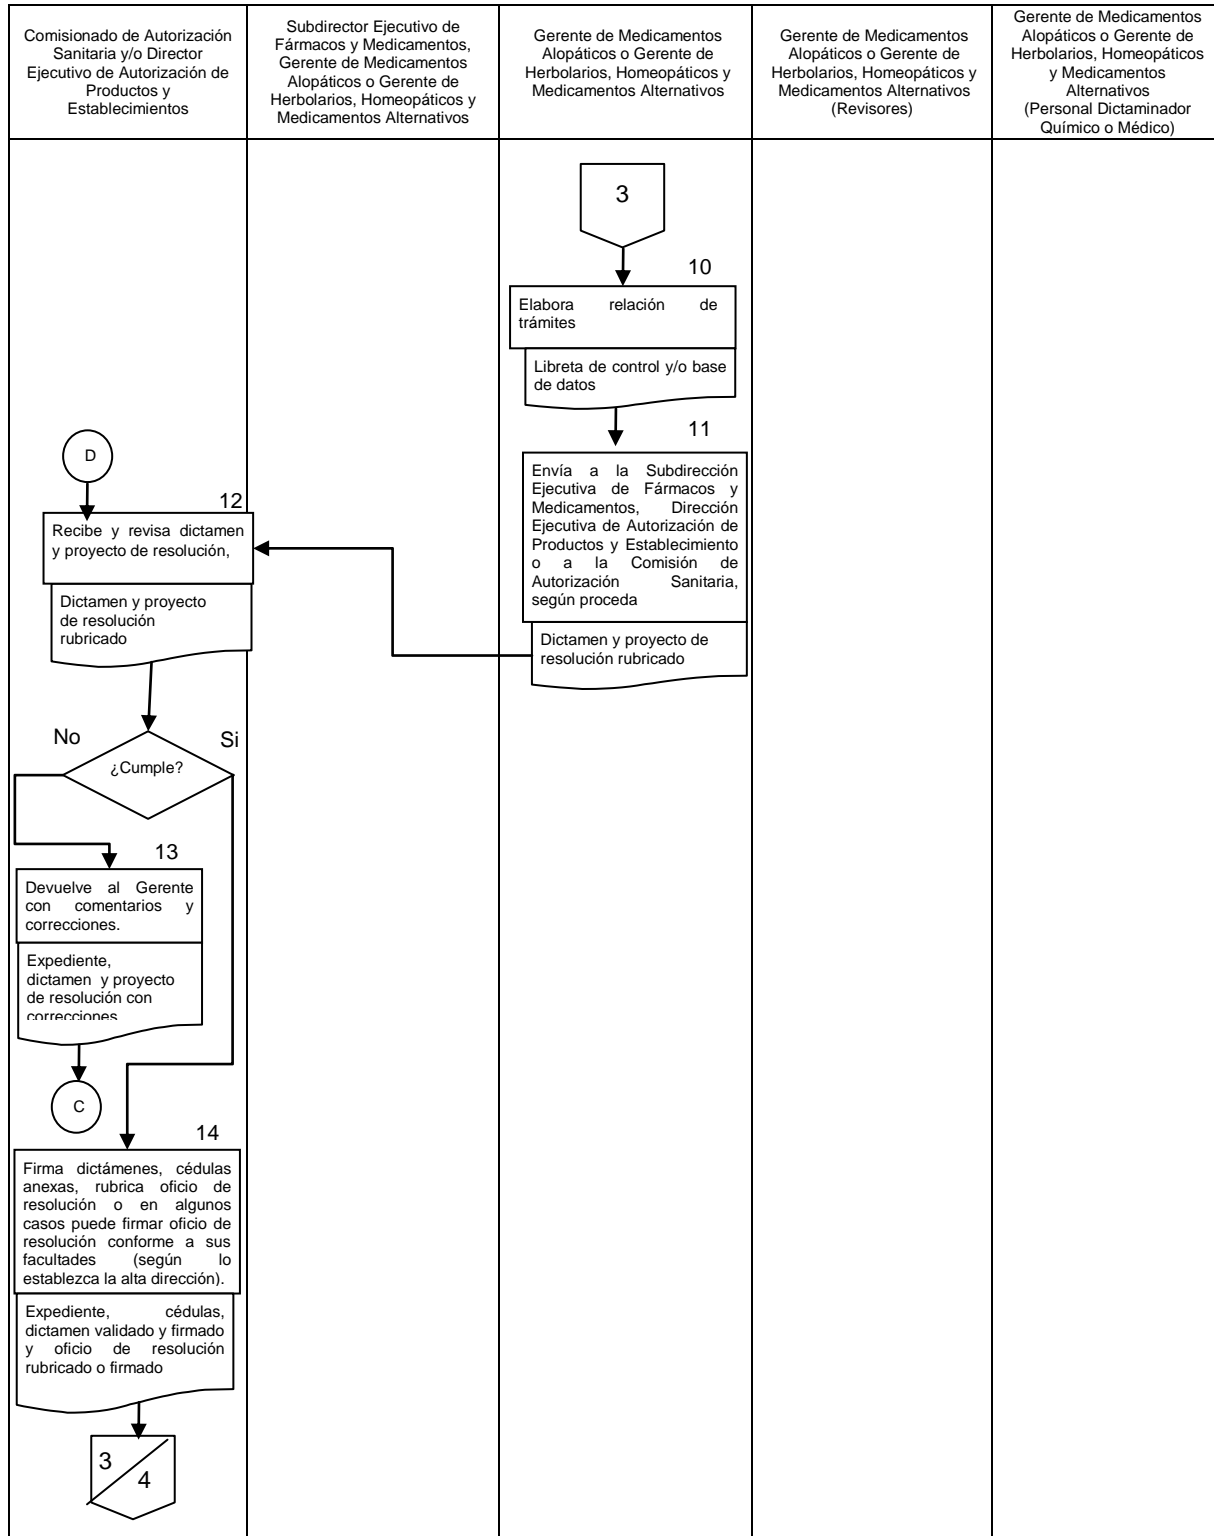 Comisionado de Autorización
Sanitaria y/o Director
Ejecutivo de Autorización de
Productos y
Establecimientos
Subdirector Ejecutivo de
Fármacos y Medicamentos,
Gerente de Medicamentos
Alopáticos o Gerente de
Herbolarios, Homeopáticos y
Medicamentos Alternativos
Gerente de Medicamentos
Alopáticos o Gerente de
Herbolarios, Homeopáticos y
Medicamentos Alternativos
Gerente de Medicamentos
Alopáticos o Gerente de
Herbolarios, Homeopáticos y
Medicamentos Alternativos
(Revisores)
Gerente de Medicamentos
Alopáticos o Gerente de
Herbolarios, Homeopáticos
y Medicamentos
Alternativos
(Personal Dictaminador
Químico o Médico)
3
10
Elabora relación de
trámites
Libreta de control y/o base
de datos
11
Envía a la Subdirección
Ejecutiva de Fármacos y
Medicamentos, Dirección
Ejecutiva de Autorización de
Productos y Establecimiento
o a la Comisión de
Autorización Sanitaria,
según proceda
Dictamen y proyecto de
resolución rubricado
D
12
Recibe y revisa dictamen
y proyecto de resolución,
Dictamen y proyecto
de resolución
rubricado
No
Si
¿Cumple?
13
Devuelve al Gerente
con comentarios y
correcciones.
Expediente,
dictamen y proyecto
de resolución con
correcciones
C
14
Firma dictámenes, cédulas
anexas, rubrica oficio de
resolución o en algunos
casos puede firmar oficio de
resolución conforme a sus
facultades (según lo
establezca la alta dirección).
Expediente, cédulas,
dictamen validado y firmado
y oficio de resolución
rubricado o firmado
3
4